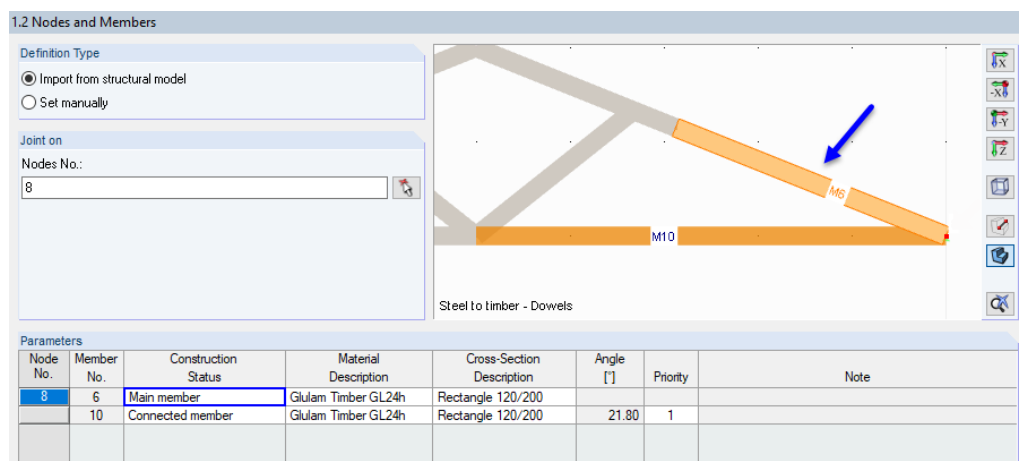 1.2 Nodes and Members
Definition Type
Import from structural model
Set manually
Joint on
Nodes No.:
8
M6
M10
Steel to timber - Dowels
X
-X
-Y
Z
Parameters
Node Member Construction Material Cross-Section Angle
No. No. Status Description Description [°] Priority Note
8 6 Main member Glulam Timber GL24h Rectangle 120/200
10 Connected member Glulam Timber GL24h Rectangle 120/200 21.80 1